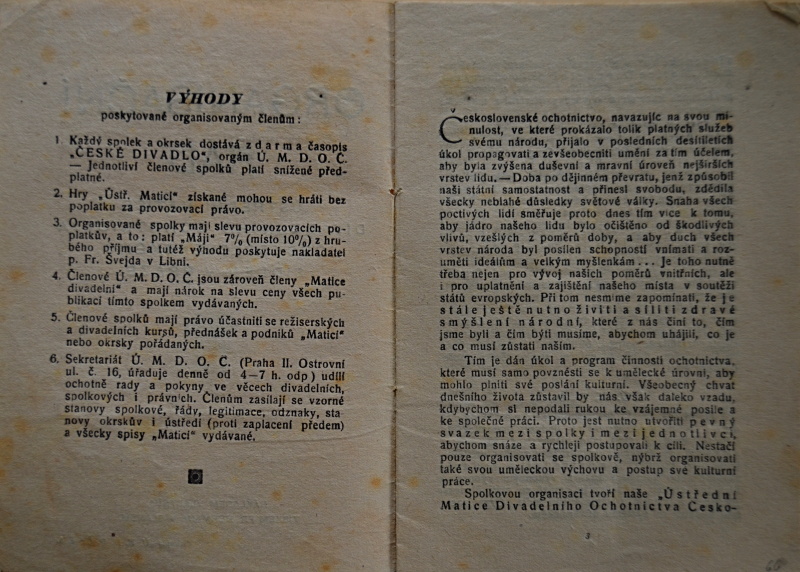 VÝHODY
poskytované organisovaným členům:
1. Každý spolek a okrsek dostává zdarma časopis
„ČESKÉ DIVADLO“, orgán Ú. M. D. O. Č.
— Jednotliví členové spolků platí snížené před-
platné.
2. Hry „Ústř. Maticí“ získané mohou se hráti bez
poplatku za provozovací právo.
3. Organisované spolky mají slevu provozovacích po-
platků, a to: platí „Máji“ 7% (místo 10%) z hru-
bého příjmu a tutéž výhodu poskytuje nakladatel
p. Fr. Švejda v Libni.
4. Členové Ú. M. D. O. Č. jsou zároveň členy „Matice
divadelní“ a mají nárok na slevu ceny všech pu-
blikací tímto spolkem vydávaných.
5. Členové spolků mají právo účastniti se režiserských
a divadelních kursů, přednášek a podniků „Maticí“
nebo okrsky pořádaných.
6. Sekretariát Ú. M. D. O. Č. (Praha II. Ostrovní
ul. č. 16, úřaduje denně od 4—7 h. odp) udílí
ochotně rady a pokyny ve věcech divadelních,
spolkových i právních. Členům zasílají se vzorné
stanovy spolkové, řády, legitimace, odznaky, sta-
novy okrsků v i ústředí (proti zaplacení předem)
a všecky spisy „Maticí“ vydávané.
Československé ochotnictvo, navazujíc na svou mi-
nulost, ve které prokázalo tolik platných služeb
svému národu, přijalo v posledních desítiletích
úkol propagovati a zevšeobecniti umění za tím účelem,
aby byla zvýšena duševní a mravní úroveň nejširších
vrstev lidu. — Doba po dějinném převratu, jenž způsobil
naši státní samostatnost a přinesl svobodu, zdědila
všecky neblahé důsledky světové války. Snaha všech
poctivých lidí směřuje proto dnes tím více k tomu,
aby jádro našeho lidu bylo očištěno od škodlivých
vlivů, vzešlých z poměrů doby, a aby duch všech
vrstev národa byl posílen schopností vnímati a roz-
uměti ideálům a velkým myšlenkám... Je toho nutně
třeba nejen pro vývoj našich poměrů vnitřních, ale
i pro uplatnění a zajištění našeho místa v soutěži
států evropských. Při tom nesmíme zapomínati, že je
stále ještě nutno živiti a síliti zdravé
smýšlení národní, které z nás činí to, čím
jsme byli a čím býti musíme, abychom uhájili, co je
a co musí zůstati naším.
Tím je dán úkol a program činnosti ochotnictva,
které musí samo povznésti se k umělecké úrovni, aby
mohlo plniti své poslání kulturní. Všeobecný chvat
dnešního života zůstavil by nás však daleko vzadu,
kdybychom si nepodali rukou ke vzájemné posile a
ke společné práci. Proto jest nutno utvořiti pevný
svazek mezi spolky i mezi jednotlivci,
abychom snáze a rychleji postupovali k cíli. Nestačí
pouze organisovati se spolkově, nýbrž organisovati
také svou uměleckou výchovu a postup své kulturní
práce.
Spolkovou organisaci tvoří naše „Ústřední
Matice Divadelního Ochotnictva Česko-
3